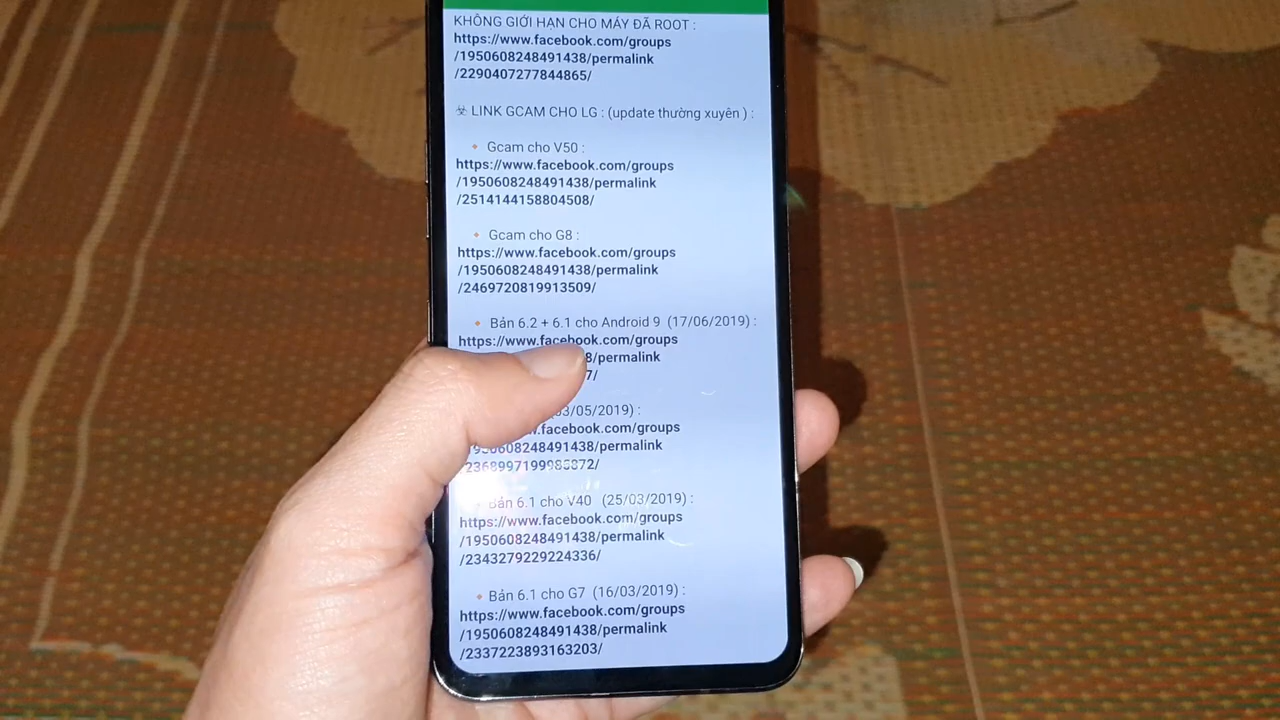 KHÔNG GIỚI HẠN CHO MÁY ĐÃ ROOT :
https://www.facebook.com/groups
/1950608248491438/permalink
/2290407277844865/
☣ LINK GCAM CHO LG : (update thường xuyên ) :
🔸 Gcam cho V50 :
https://www.facebook.com/groups
/1950608248491438/permalink
/2514144158804508/
🔸 Gcam cho G8 :
https://www.facebook.com/groups
/1950608248491438/permalink
/2469720819913509/
🔸 Bản 6.2 + 6.1 cho Android 9 (17/06/2019) :
https://www.facebook.com/groups
8/permalink
7/
03/05/2019) :
.facebook.com/groups
/1950608248491438/permalink
/2368997199985872/
🔸 Bản 6.1 cho V40 (25/03/2019) :
https://www.facebook.com/groups
/1950608248491438/permalink
/2343279229224336/
🔸 Bản 6.1 cho G7 (16/03/2019) :
https://www.facebook.com/groups
/1950608248491438/permalink
/2337223893163203/